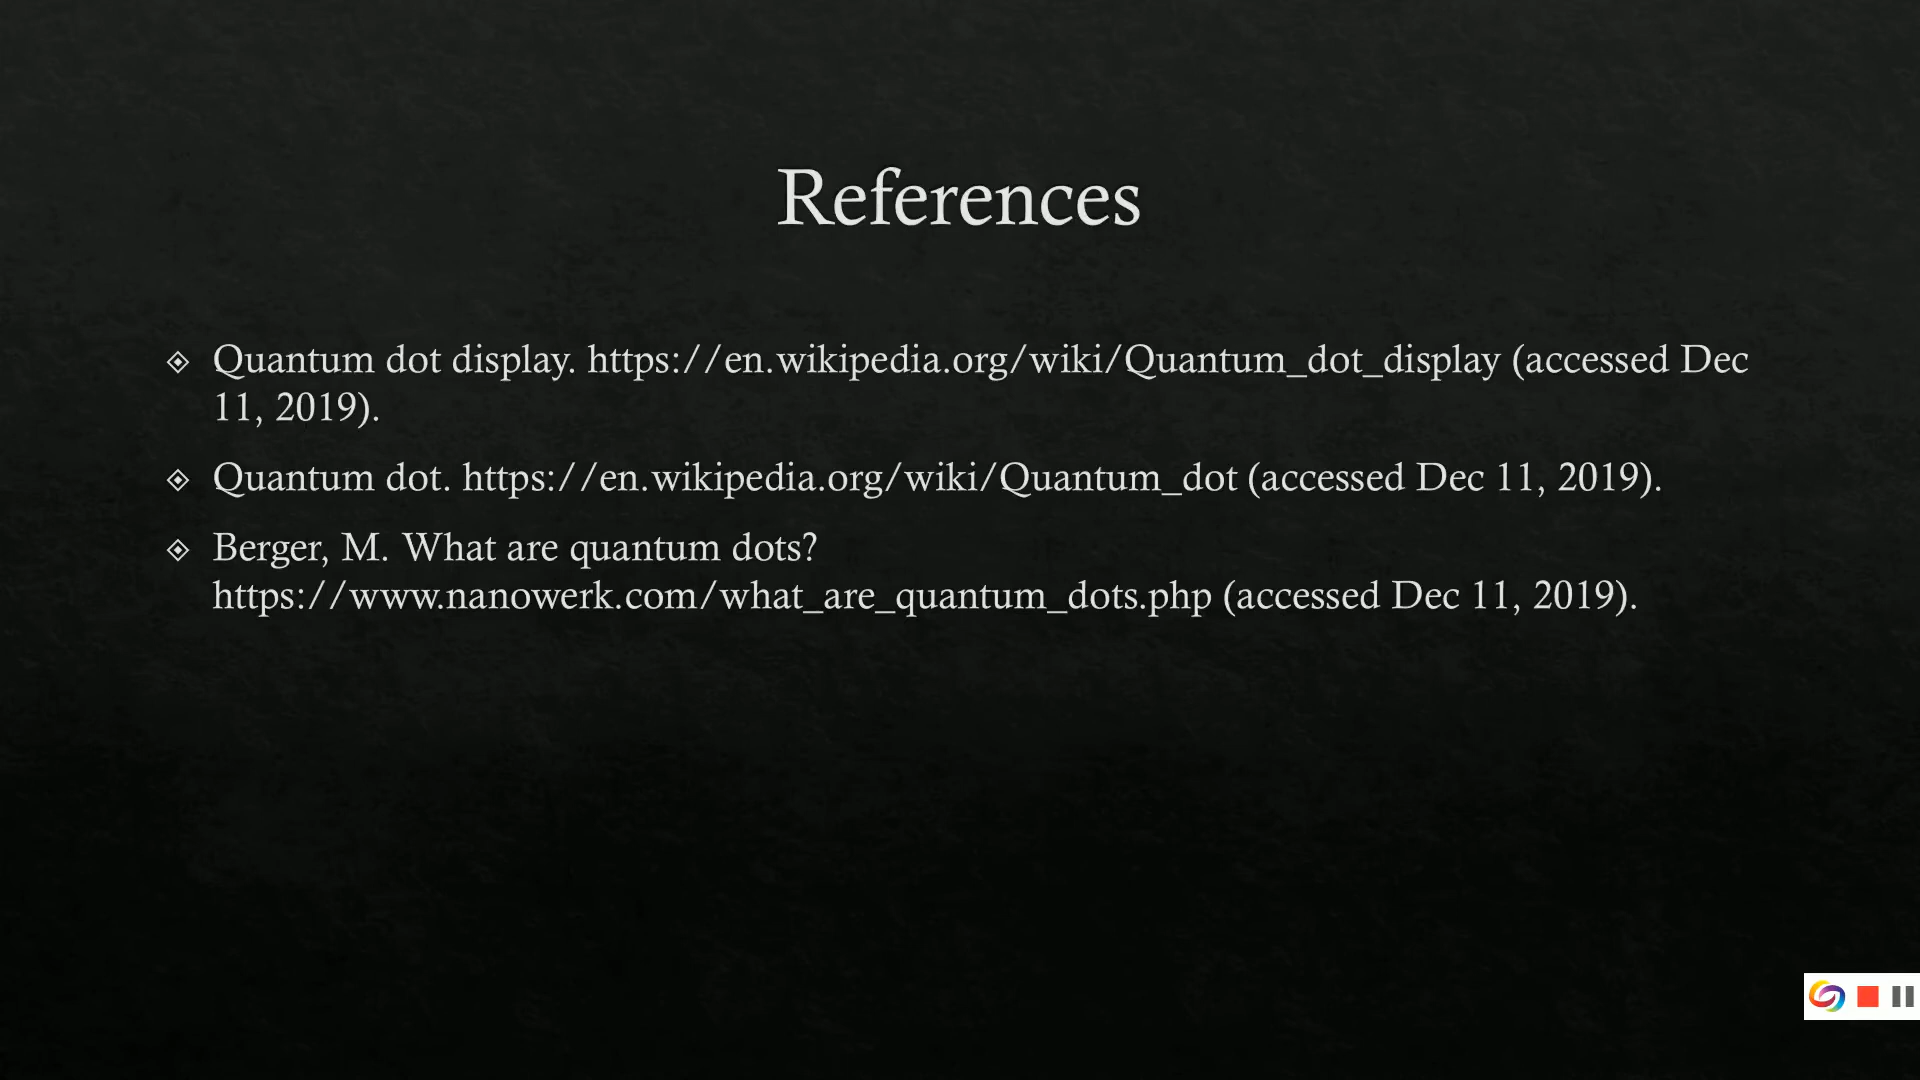 References
Quantum dot display. https://en.wikipedia.org/wiki/Quantum_dot_display (accessed Dec
11, 2019).
Quantum dot. https://en.wikipedia.org/wiki/Quantum_dot (accessed Dec 11, 2019).
Berger, M. What are quantum dots?
https://www.nanowerk.com/what_are_quantum_dots.php (accessed Dec 11, 2019).